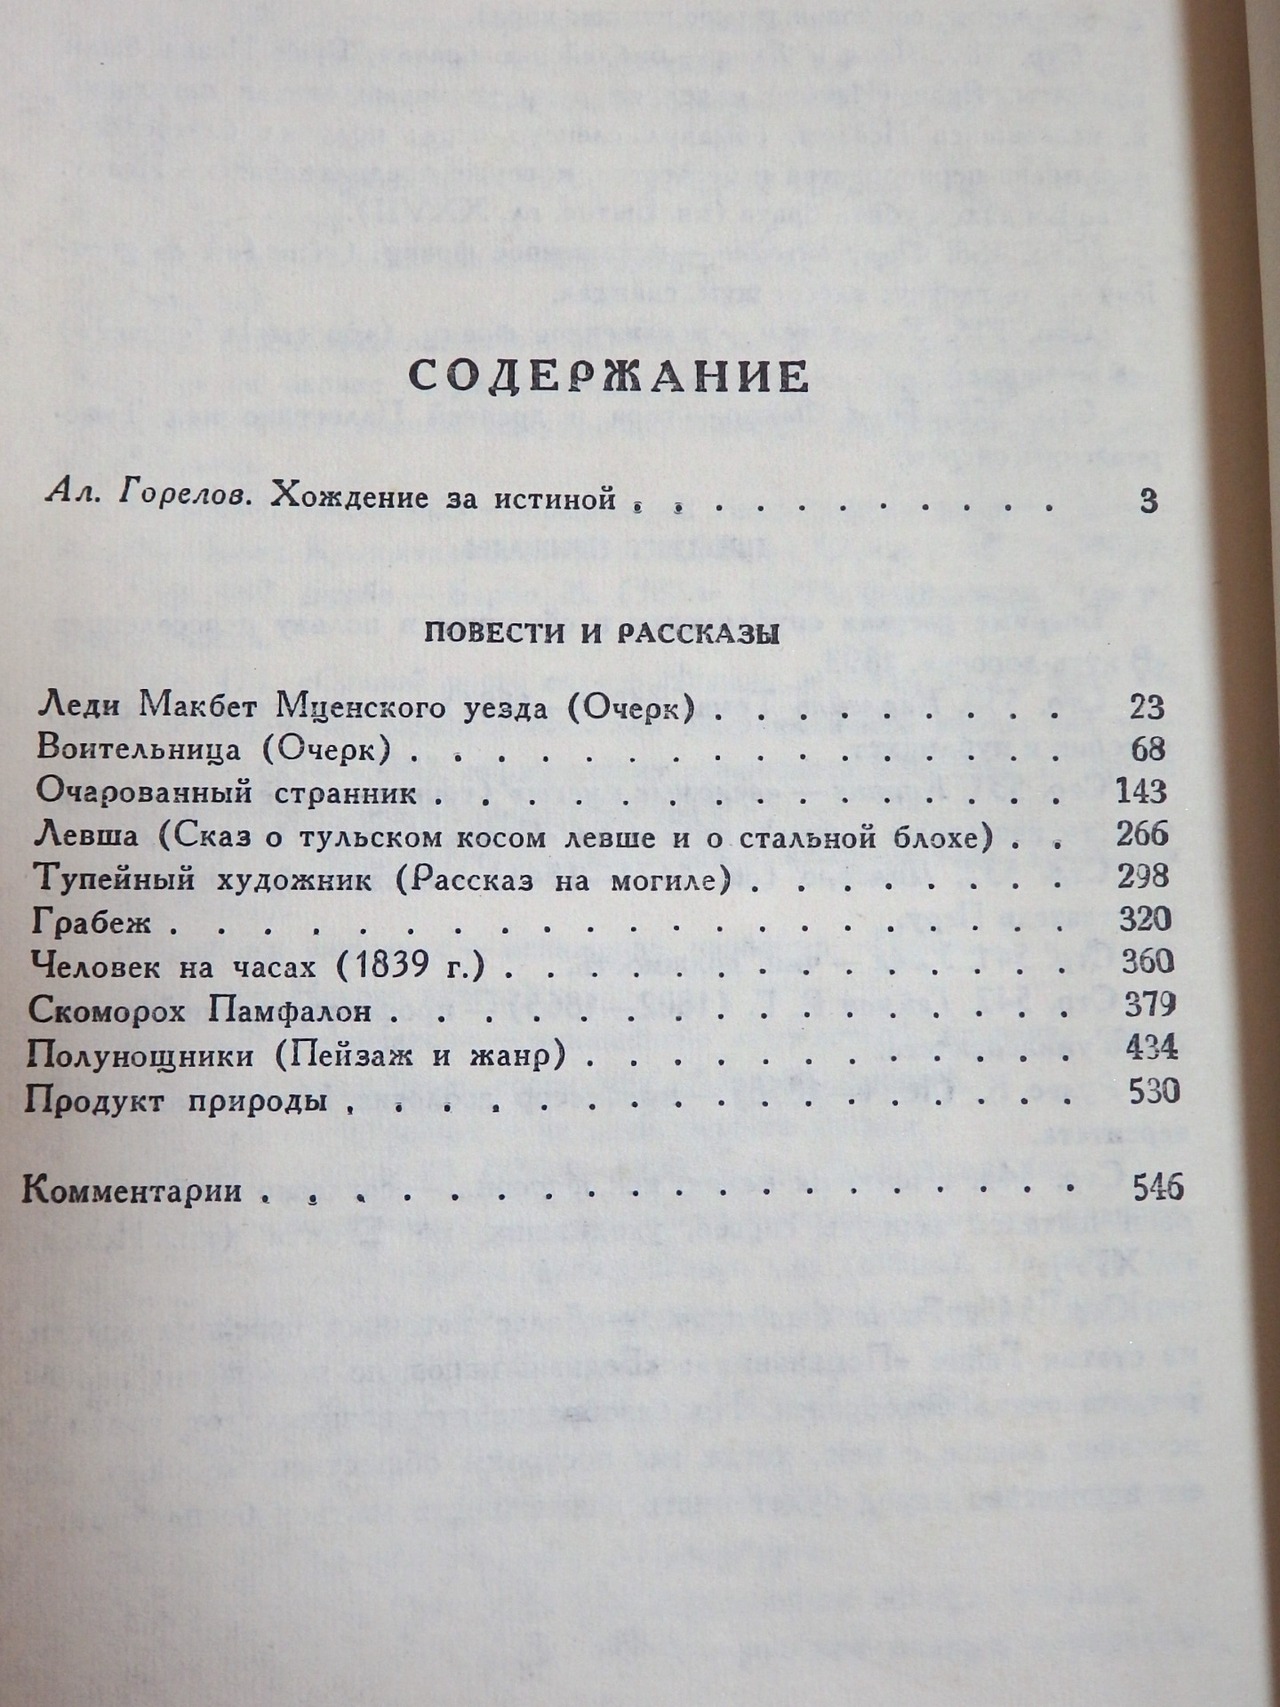 СОДЕРЖАНИЕ
Ал. Горелов. Хождение за истиной . . . . . . . . . . . 3
ПОВЕСТИ И РАССКАЗЫ
Леди Макбет Мценского уезда (Очерк) . . . . . . . . . 23
Воительница (Очерк) . . . . . . . . . . . . . . . . 68
Очарованный странник . . . . . . . . . . . . . . . 143
Левша (Сказ о тульском косом левше и о стальной блохе) . . 266
Тупейный художник (Рассказ на могиле) . . . . . . . . 298
Грабеж . . . . . . . . . . . . . . . . . . . . . 320
Человек на часах (1839 г.) . . . . . . . . . . . . . 360
Скоморох Памфалон . . . . . . . . . . . . . . . . 379
Полунощники (Пейзаж и жанр) . . . . . . . . . . . . 434
Продукт природы . . . . . . . . . . . . . . . . . 530
Комментарии . . . . . . . . . . . . . . . . . . 546